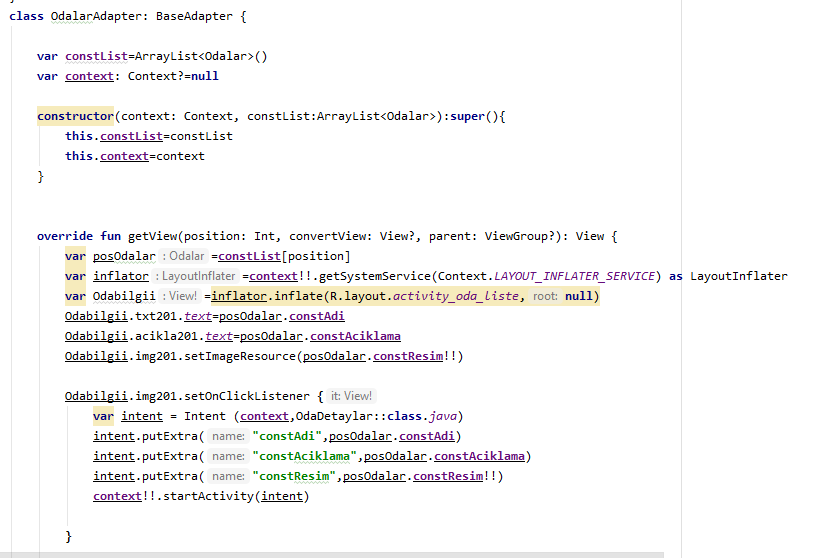 class OdalarAdapter: BaseAdapter {
var constList=ArrayList<Odalar>()
var context: Context?=null
constructor(context: Context, constList:ArrayList<Odalar>):super(){
this.constList=constList
this.context=context
}
override fun getView(position: Int, convertView: View?, parent: ViewGroup?): View {
var posOdalar : Odalar =constList[position]
var inflator : LayoutInflater =context!!.getSystemService(Context.LAYOUT_INFLATER_SERVICE) as LayoutInflater
var Odabilgii : View! =inflator.inflate(R.layout.activity_oda_liste, root: null)
Odabilgii.txt201.text=posOdalar.constAdi
Odabilgii.acikla201.text=posOdalar.constAciklama
Odabilgii.img201.setImageResource(posOdalar.constResim!!)
Odabilgii.img201.setOnClickListener { it: View!
var intent = Intent (context,OdaDetaylar::class.java)
intent.putExtra( name: "constAdi",posOdalar.constAdi)
intent.putExtra( name: "constAciklama",posOdalar.constAciklama)
intent.putExtra( name: "constResim",posOdalar.constResim!!)
context!!.startActivity(intent)
}